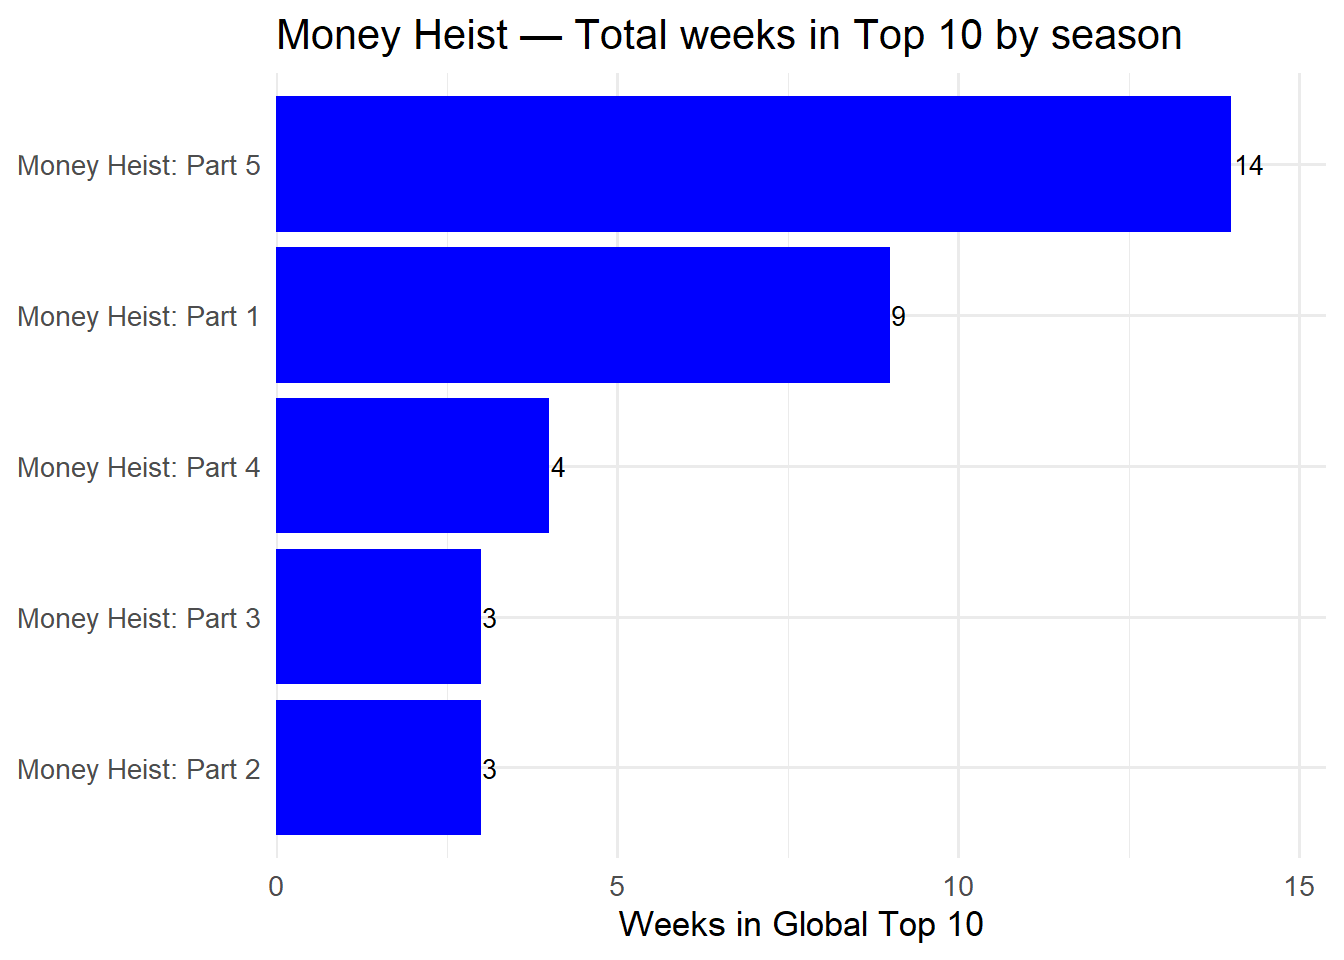 Money Heist — Total weeks in Top 10 by season
Money Heist: Part 5
14
Money Heist: Part 1
9
Money Heist: Part 4
4
Money Heist: Part 3
3
Money Heist: Part 2
3
0 5 10 15
Weeks in Global Top 10